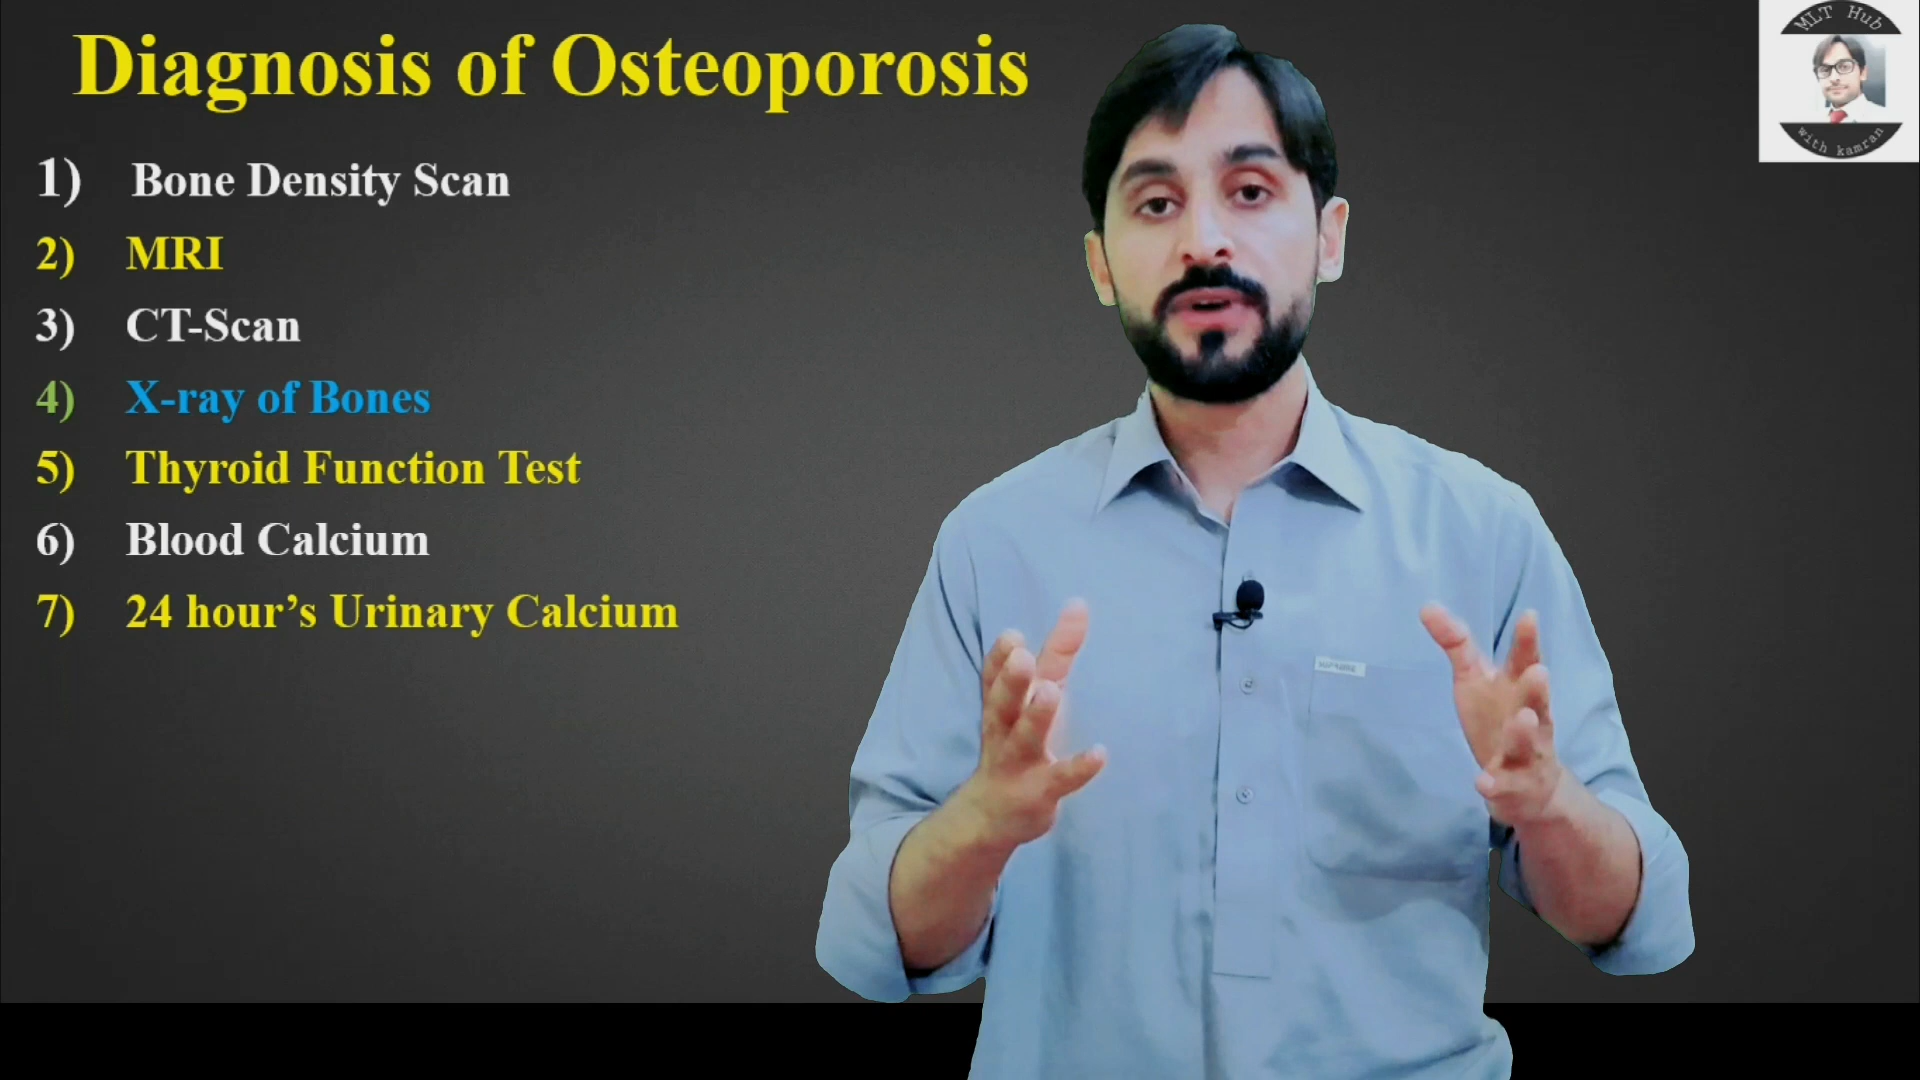 Diagnosis of Osteoporosis
1) Bone Density Scan
2) MRI
3) CT-Scan
4) X-ray of Bones
5) Thyroid Function Test
6) Blood Calcium
7) 24 hour’s Urinary Calcium
MLT Hub
with kamran